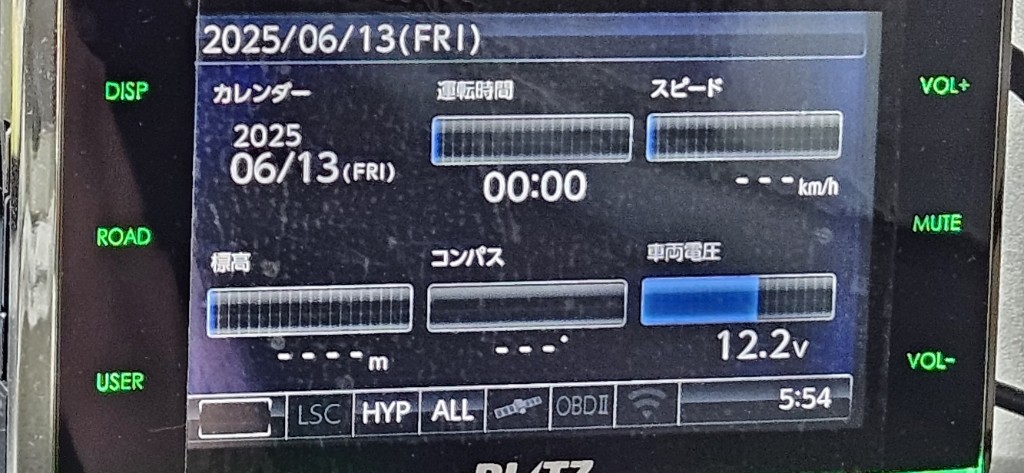 2025/06/13(FRI)
DISP
カレンダー
運転時間
スピード
VOL+
2025
06/13(FRI)
00:00
---km/h
ROAD
MUTE
標高
コンパス
車両電圧
----m
---°
12.2v
USER
VOL-
LSC
HYP
ALL
OBDII
5:54
BLITZ